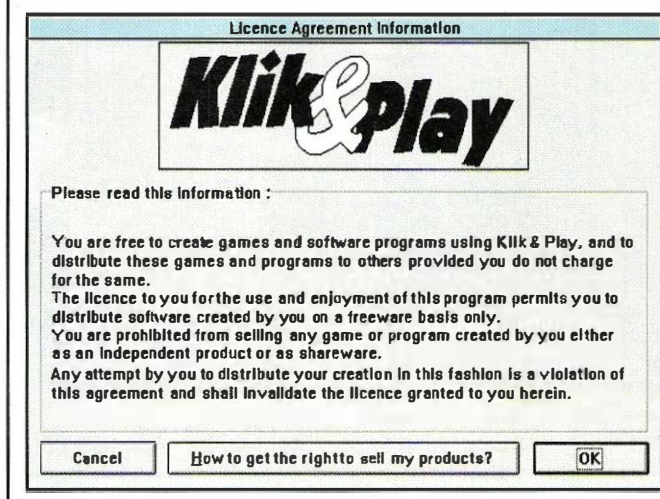 Licence Agreement Information
Klik & Play
Please read this information :
You are free to create games and software programs using Klik & Play, and to
distribute these games and programs to others provided you do not charge
for the same.
The licence to you forthe use and enjoyment of this program permits you to
distribute software created by you on a freeware basis only.
You are prohibited from selling any game or program created by you either
as an independent product or as shareware.
Any attempt by you to distribute your creation in this fashion is a violation of
this agreement and shall invalidate the licence granted to you herein.
Cancel
How to get the rightto sell my products?
OK